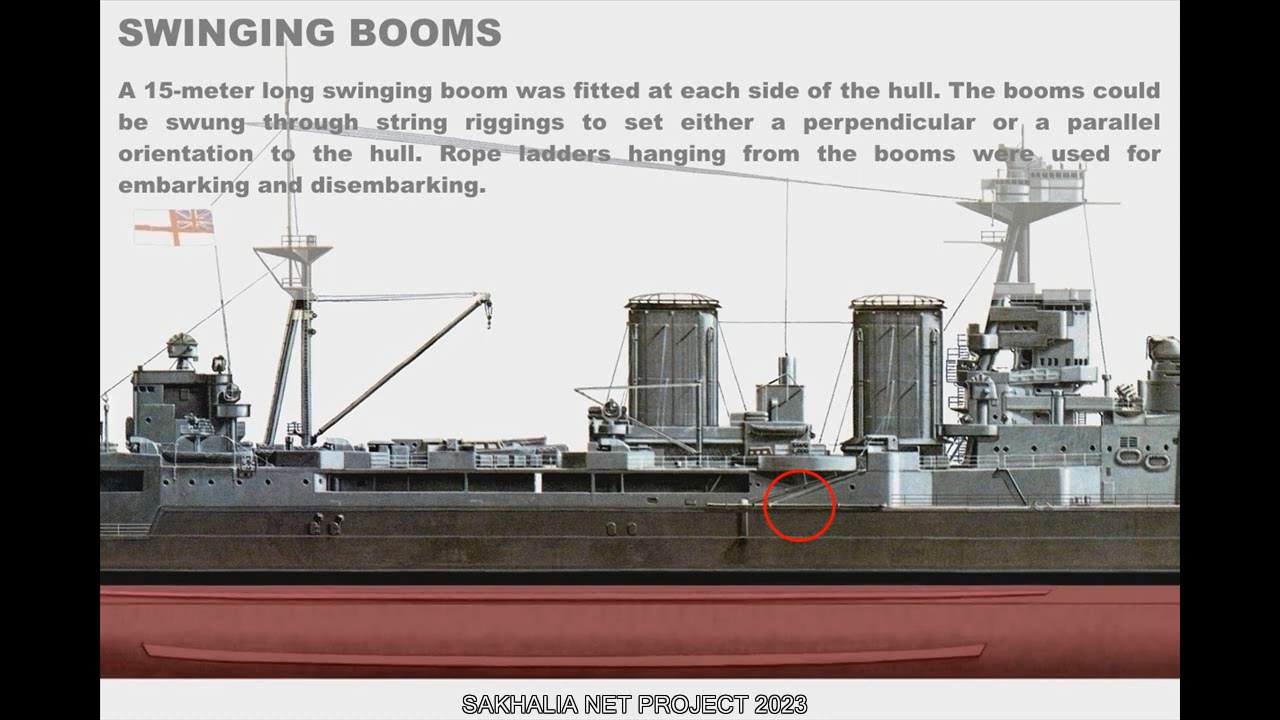 SWINGING BOOMS
A 15-meter long swinging boom was fitted at each side of the hull. The booms could
be swung through string riggings to set either a perpendicular or a parallel
orientation to the hull. Rope ladders hanging from the booms were used for
embarking and disembarking.
SAKHALIA NET PROJECT 2023